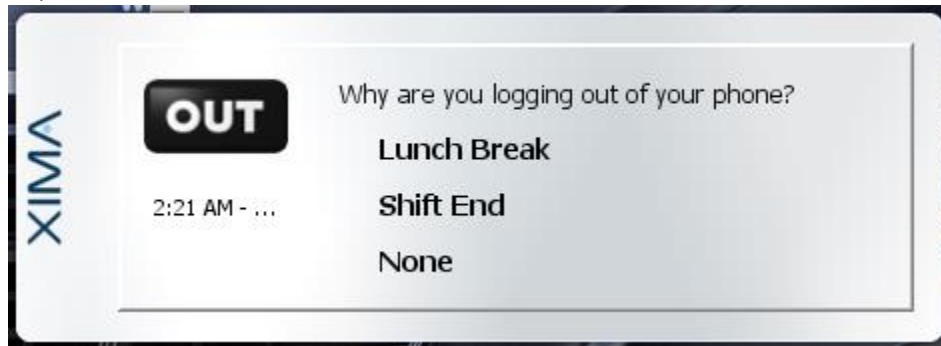 XIMA
OUT
2:21 AM - ...
Why are you logging out of your phone?
Lunch Break
Shift End
None